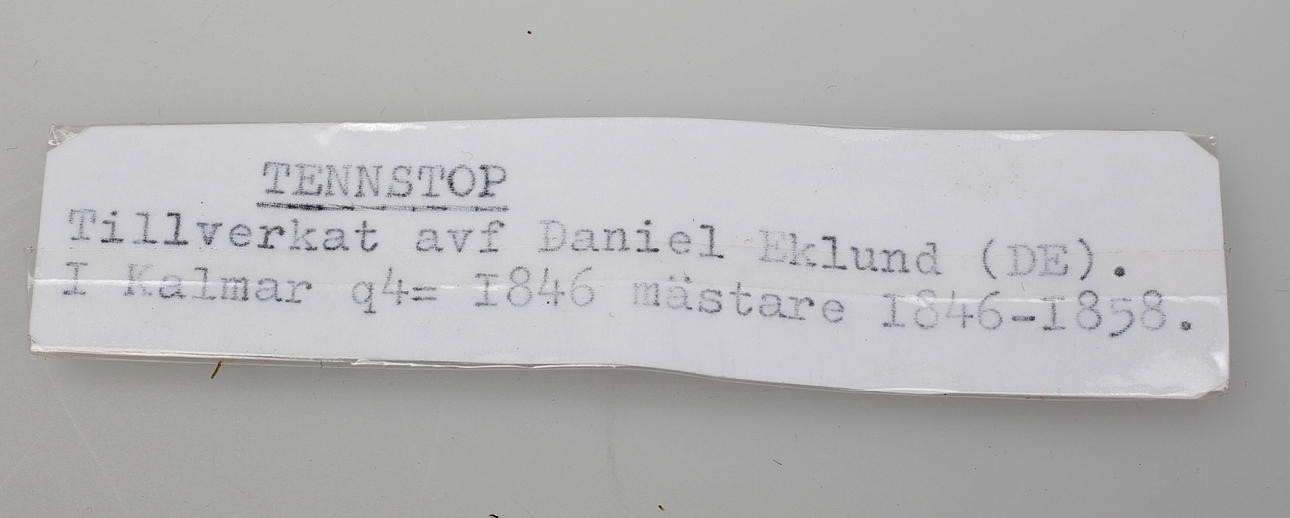 TENNSTOP
Tillverkat avf Daniel Eklund (DE).
I Kalmar q4= I846 mästare I846-I858.